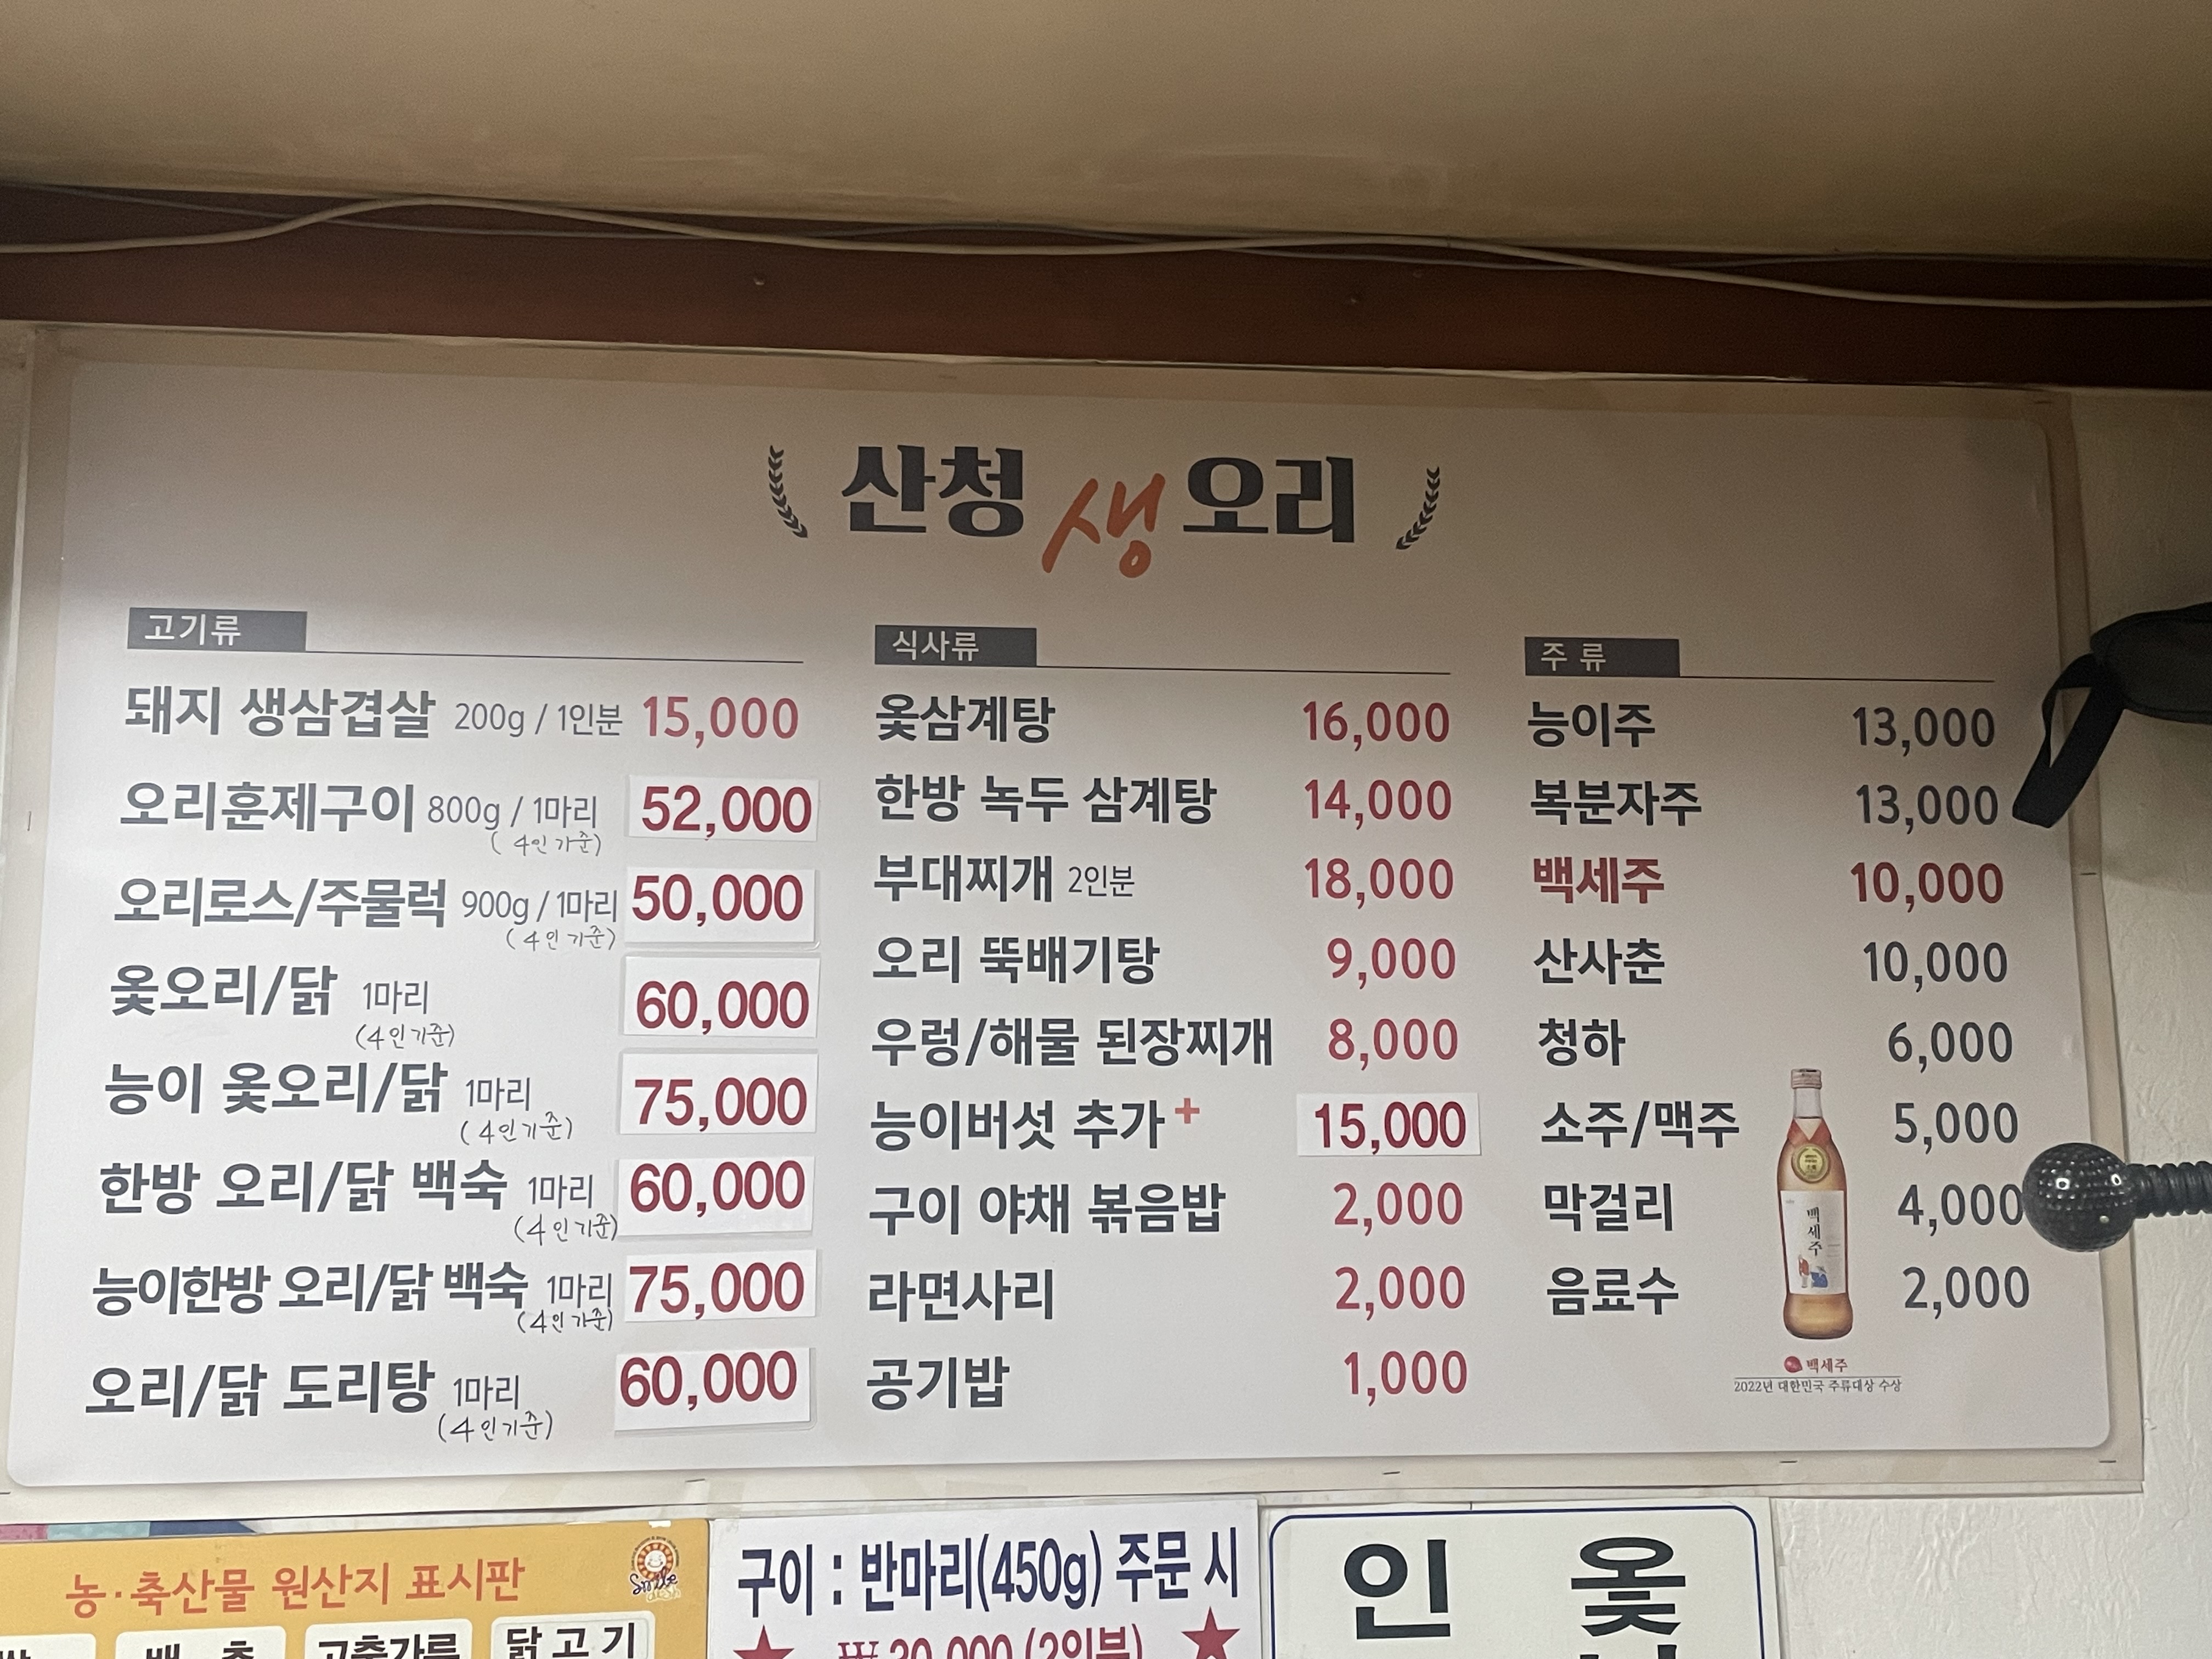 산청 생 오리
고기류
돼지 생삼겹살 200g / 1인분 15,000
오리훈제구이 800g / 1마리 52,000
( 4인 기준)
오리로스/주물럭 900g / 1마리 50,000
( 4인 기준)
옻오리/닭 1마리 60,000
(4인기준)
능이 옻오리/닭 1마리 75,000
( 4인기준)
한방 오리/닭 백숙 1마리 60,000
(4인기준)
능이한방 오리/닭 백숙 1마리 75,000
(4인 기준)
오리/닭 도리탕 1마리 60,000
(4인기준)
식사류
옻삼계탕 16,000
한방 녹두 삼계탕 14,000
부대찌개 2인분 18,000
오리 뚝배기탕 9,000
우렁/해물 된장찌개 8,000
능이버섯 추가+ 15,000
구이 야채 볶음밥 2,000
라면사리 2,000
공기밥 1,000
주 류
능이주 13,000
복분자주 13,000
백세주 10,000
산사춘 10,000
청하 6,000
소주/맥주 5,000
막걸리 4,000
음료수 2,000
백세주
백세주
2022년 대한민국 주류대상 수상
농·축산물 원산지 표시판
배 추 고춧가루 닭고기
구이 : 반마리(450g) 주문 시
인 옻